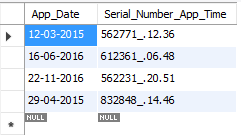 App_Date Serial_Number_App_Time
12-03-2015 562771_.12.36
16-06-2016 612361_.06.48
22-11-2016 562231_.20.51
29-04-2015 832848_.14.46
NULL NULL